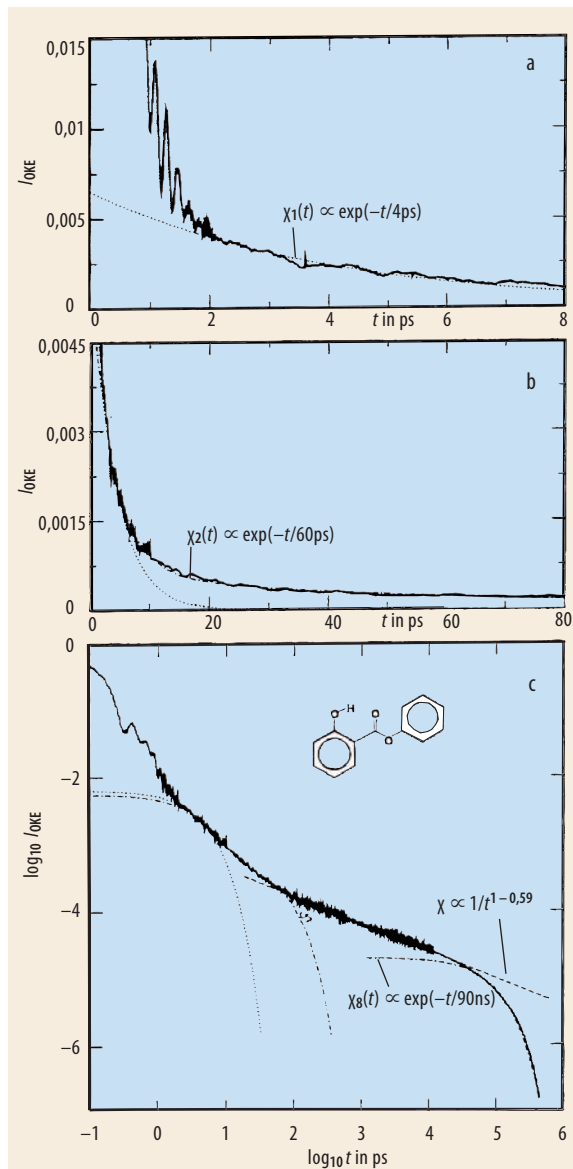 a
0,015
0,01
0,005
0
I_OKE
χ₁(t) ∝ exp(−t/4ps)
0 2 4 6 8
t in ps
b
0,0045
0,003
0,0015
0
I_OKE
χ₂(t) ∝ exp(−t/60ps)
0 20 40 60 80
t in ps
c
0
−2
−4
−6
log₁₀ I_OKE
O H O O
χ ∝ 1/t^(1−0,59)
χ₈(t) ∝ exp(−t/90ns)
−1 0 1 2 3 4 5 6
log₁₀ t in ps